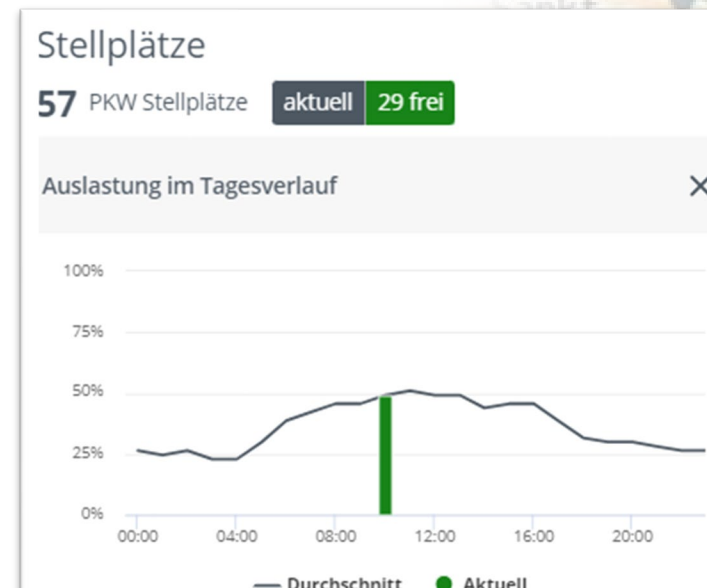 Stellplätze
57 PKW Stellplätze aktuell 29 frei
Auslastung im Tagesverlauf
100%
75%
50%
25%
0%
00:00 04:00 08:00 12:00 16:00 20:00
Durchschnitt Aktuell